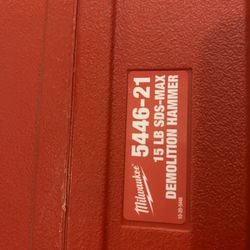 Milwaukee
5446-21
15 LB SDS-MAX
DEMOLITION HAMMER